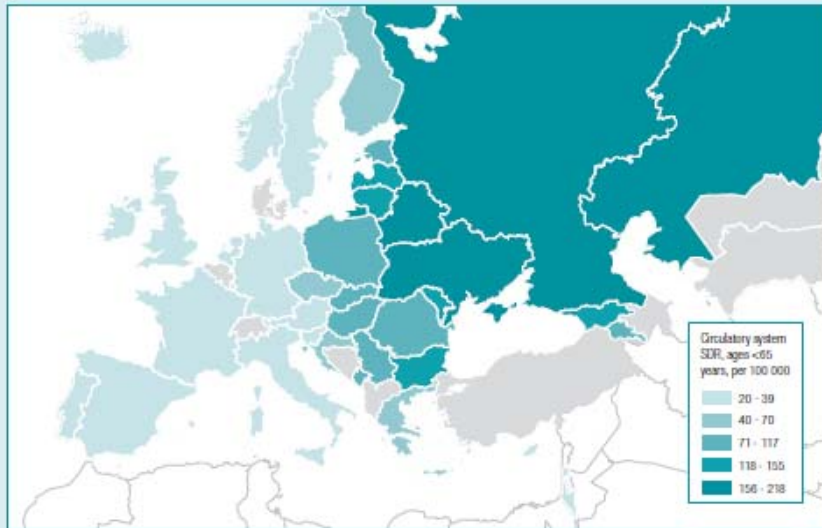 Circulatory system
SDR, ages <65
years, per 100 000
20 - 39
40 - 70
71 - 117
118 - 155
156 - 218